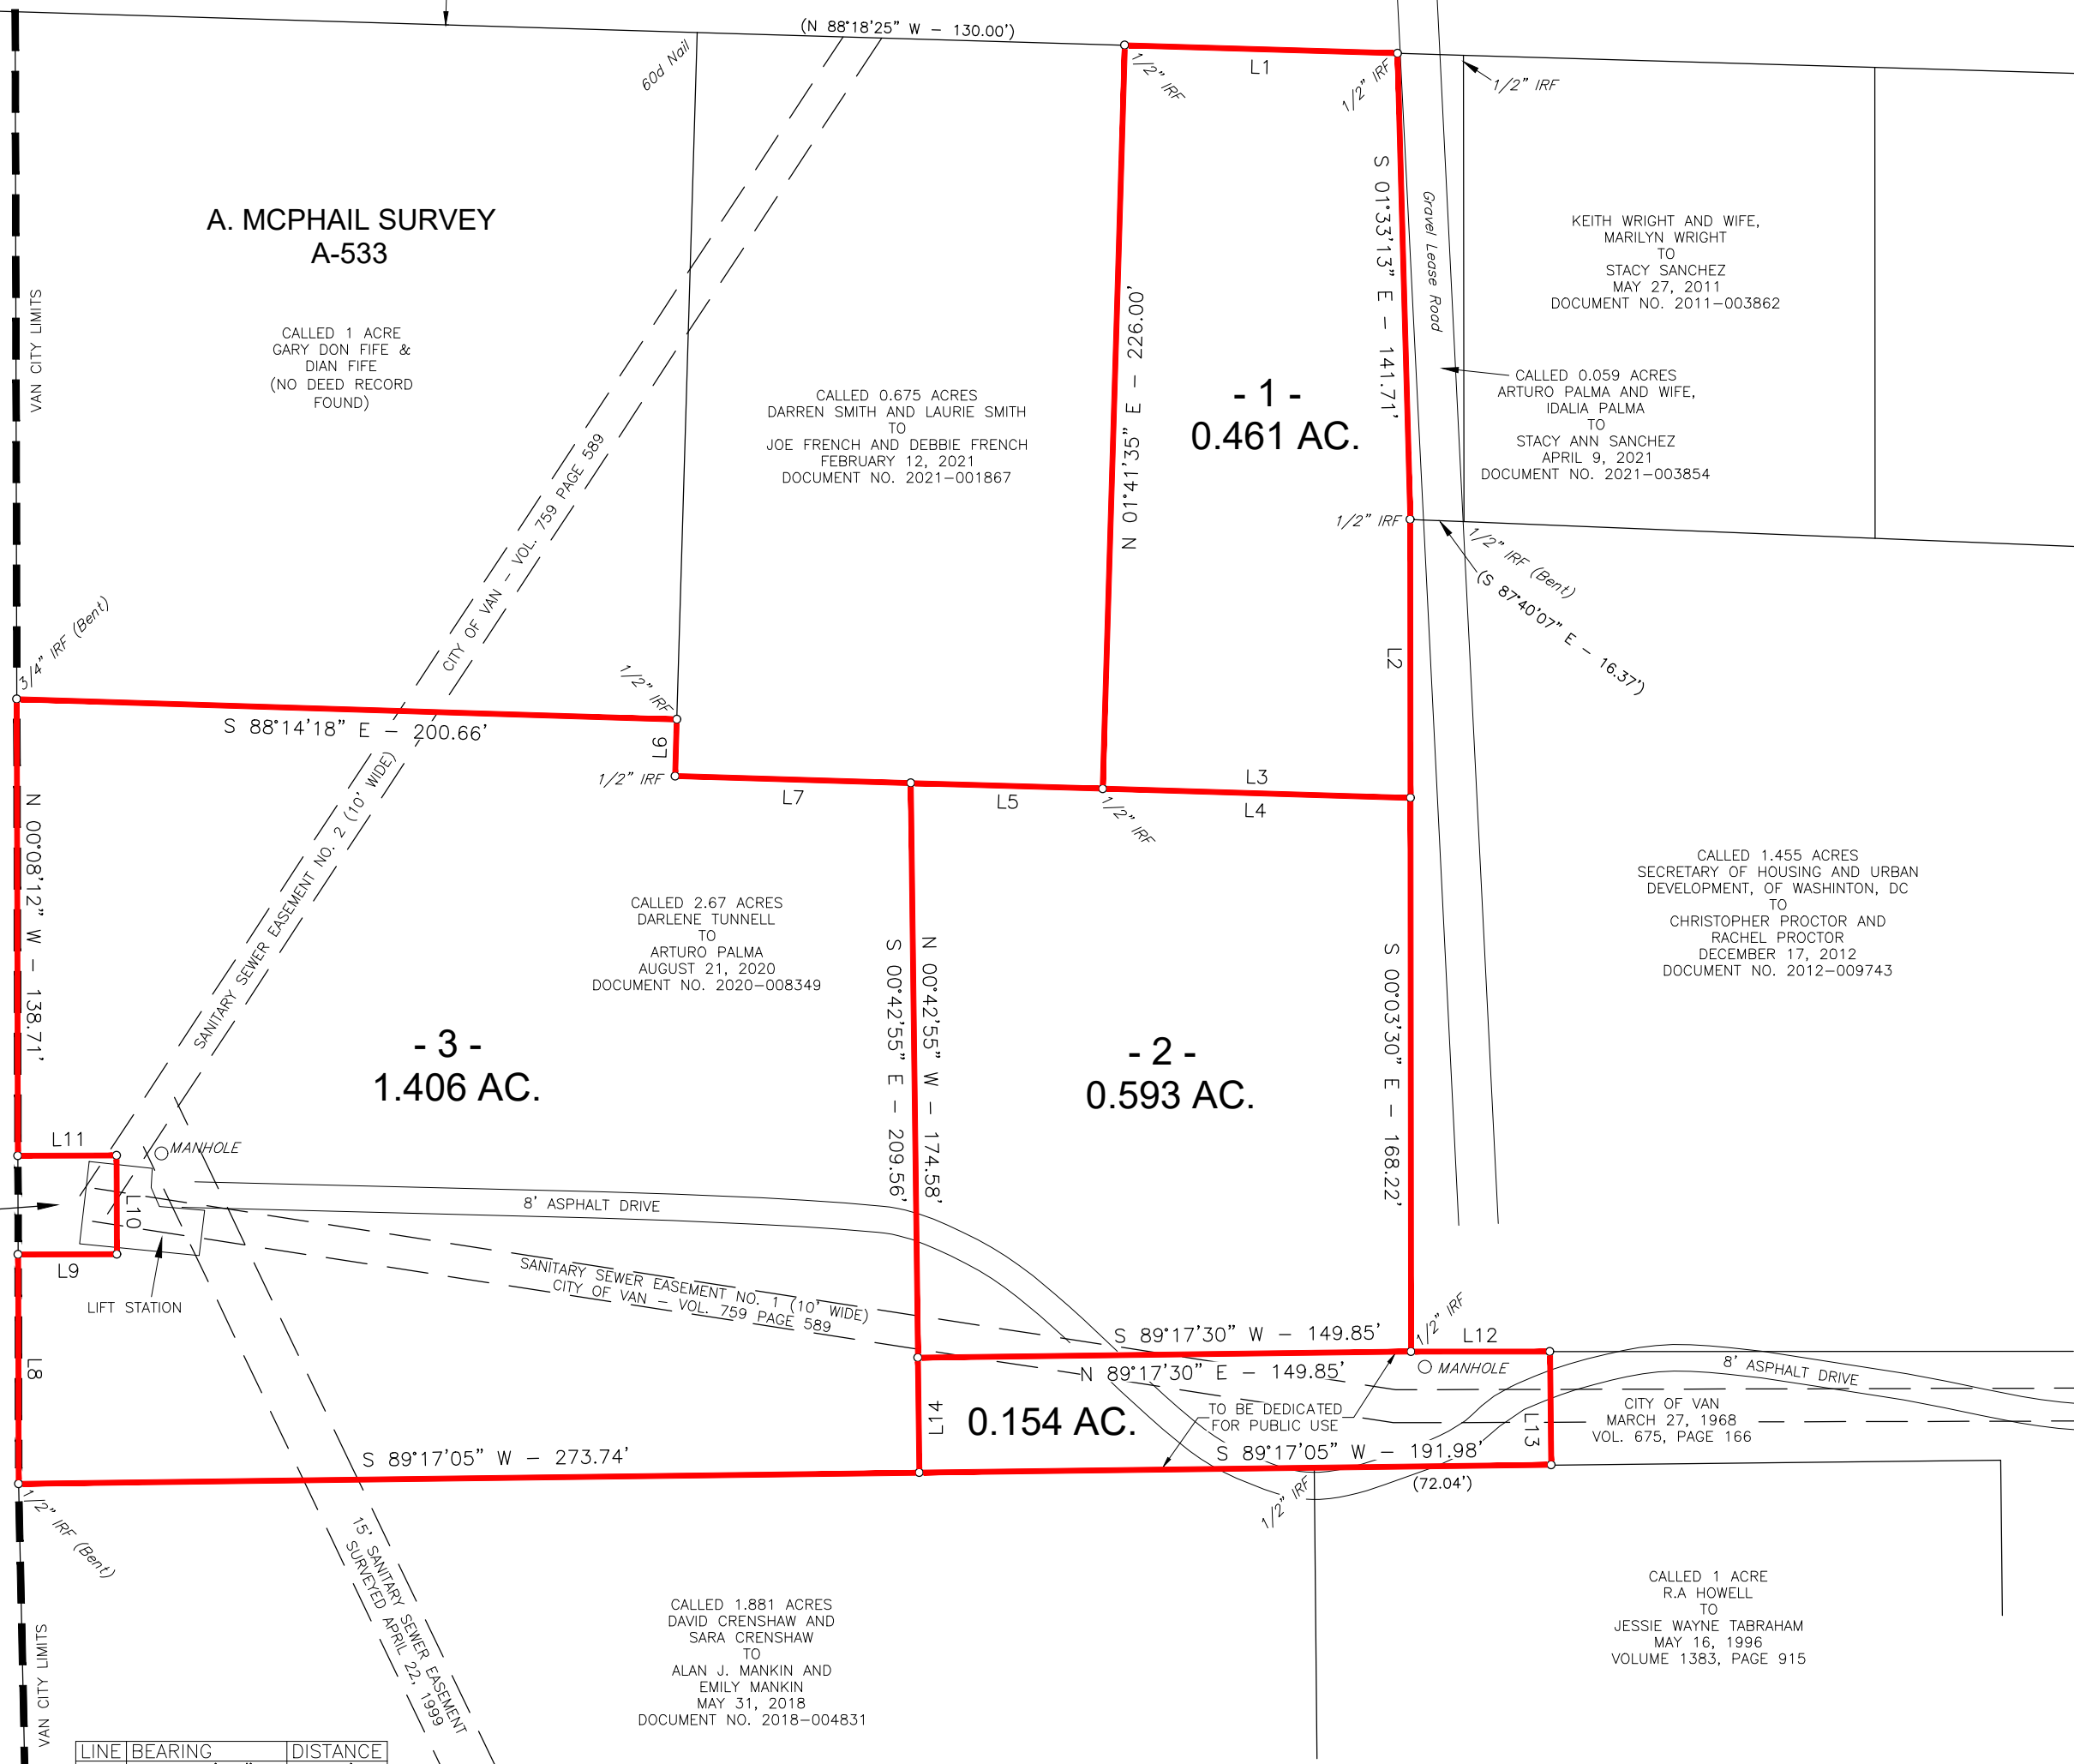 (N 88°18'25" W - 130.00')
60d Nail
1/2" IRF
L1
1/2" IRF
1/2" IRF
A. MCPHAIL SURVEY
A-533
VAN CITY LIMITS
CALLED 1 ACRE
GARY DON FIFE &
DIAN FIFE
(NO DEED RECORD
FOUND)
CITY OF VAN - VOL. 759 PAGE 589
CALLED 0.675 ACRES
DARREN SMITH AND LAURIE SMITH
TO
JOE FRENCH AND DEBBIE FRENCH
FEBRUARY 12, 2021
DOCUMENT NO. 2021-001867
N 01°41'35" E - 226.00'
- 1 -
0.461 AC.
S 01°33'13" E - 141.71'
Gravel Lease Road
KEITH WRIGHT AND WIFE,
MARILYN WRIGHT
TO
STACY SANCHEZ
MAY 27, 2011
DOCUMENT NO. 2011-003862
CALLED 0.059 ACRES
ARTURO PALMA AND WIFE,
IDALIA PALMA
TO
STACY ANN SANCHEZ
APRIL 9, 2021
DOCUMENT NO. 2021-003854
1/2" IRF
1/2" IRF (Bent)
(S 87°40'07" E - 16.37')
L2
3/4" IRF (Bent)
1/2" IRF
S 88°14'18" E - 200.66'
L6
1/2" IRF
L7
L5
1/2" IRF
L3
L4
N 00°08'12" W - 138.71'
SANITARY SEWER EASEMENT NO. 2 (10' WIDE)
CALLED 2.67 ACRES
DARLENE TUNNELL
TO
ARTURO PALMA
AUGUST 21, 2020
DOCUMENT NO. 2020-008349
CALLED 1.455 ACRES
SECRETARY OF HOUSING AND URBAN
DEVELOPMENT, OF WASHINTON, DC
TO
CHRISTOPHER PROCTOR AND
RACHEL PROCTOR
DECEMBER 17, 2012
DOCUMENT NO. 2012-009743
- 3 -
1.406 AC.
S 00°42'55" E - 209.56'
N 00°42'55" W - 174.58'
- 2 -
0.593 AC.
S 00°03'30" E - 168.22'
L11
MANHOLE
L10
L9
LIFT STATION
8' ASPHALT DRIVE
SANITARY SEWER EASEMENT NO. 1 (10' WIDE)
CITY OF VAN - VOL. 759 PAGE 589
S 89°17'30" W - 149.85'
1/2" IRF
L12
N 89°17'30" E - 149.85'
MANHOLE
8' ASPHALT DRIVE
L8
L14
0.154 AC.
TO BE DEDICATED
FOR PUBLIC USE
L13
CITY OF VAN
MARCH 27, 1968
VOL. 675, PAGE 166
S 89°17'05" W - 273.74'
S 89°17'05" W - 191.98'
(72.04')
1/2" IRF
1/2" IRF (Bent)
15' SANITARY SEWER EASEMENT
SURVEYED APRIL 22, 1999
CALLED 1.881 ACRES
DAVID CRENSHAW AND
SARA CRENSHAW
TO
ALAN J. MANKIN AND
EMILY MANKIN
MAY 31, 2018
DOCUMENT NO. 2018-004831
CALLED 1 ACRE
R.A HOWELL
TO
JESSIE WAYNE TABRAHAM
MAY 16, 1996
VOLUME 1383, PAGE 915
VAN CITY LIMITS
LINE BEARING DISTANCE